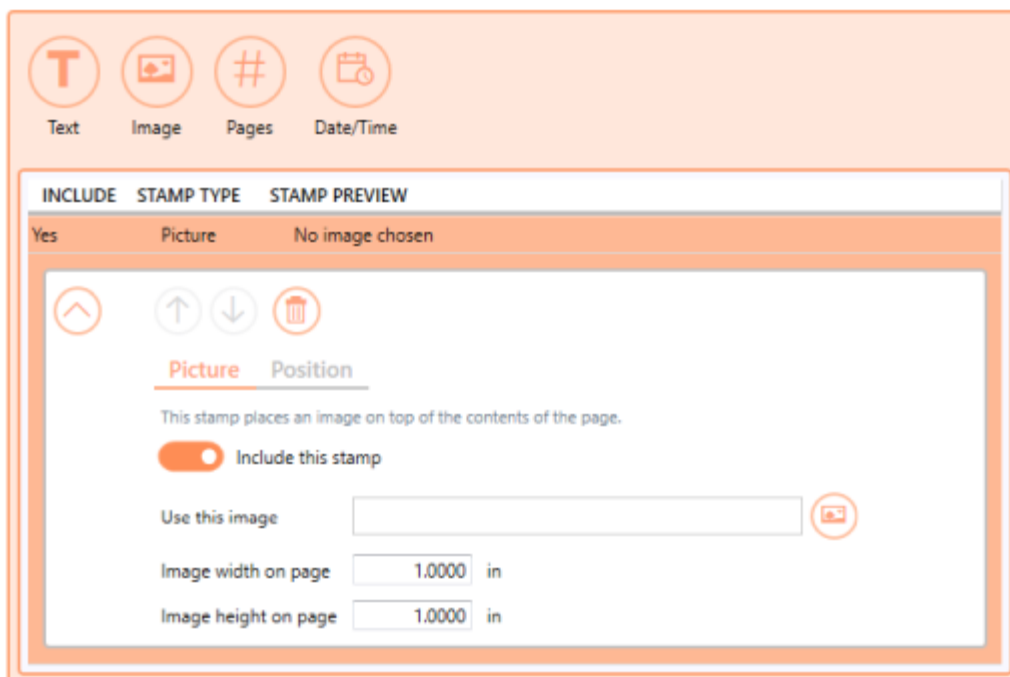 Text Image Pages Date/Time
INCLUDE STAMP TYPE STAMP PREVIEW
Yes Picture No image chosen
Picture Position
This stamp places an image on top of the contents of the page.
Include this stamp
Use this image
Image width on page 1.0000 in
Image height on page 1.0000 in